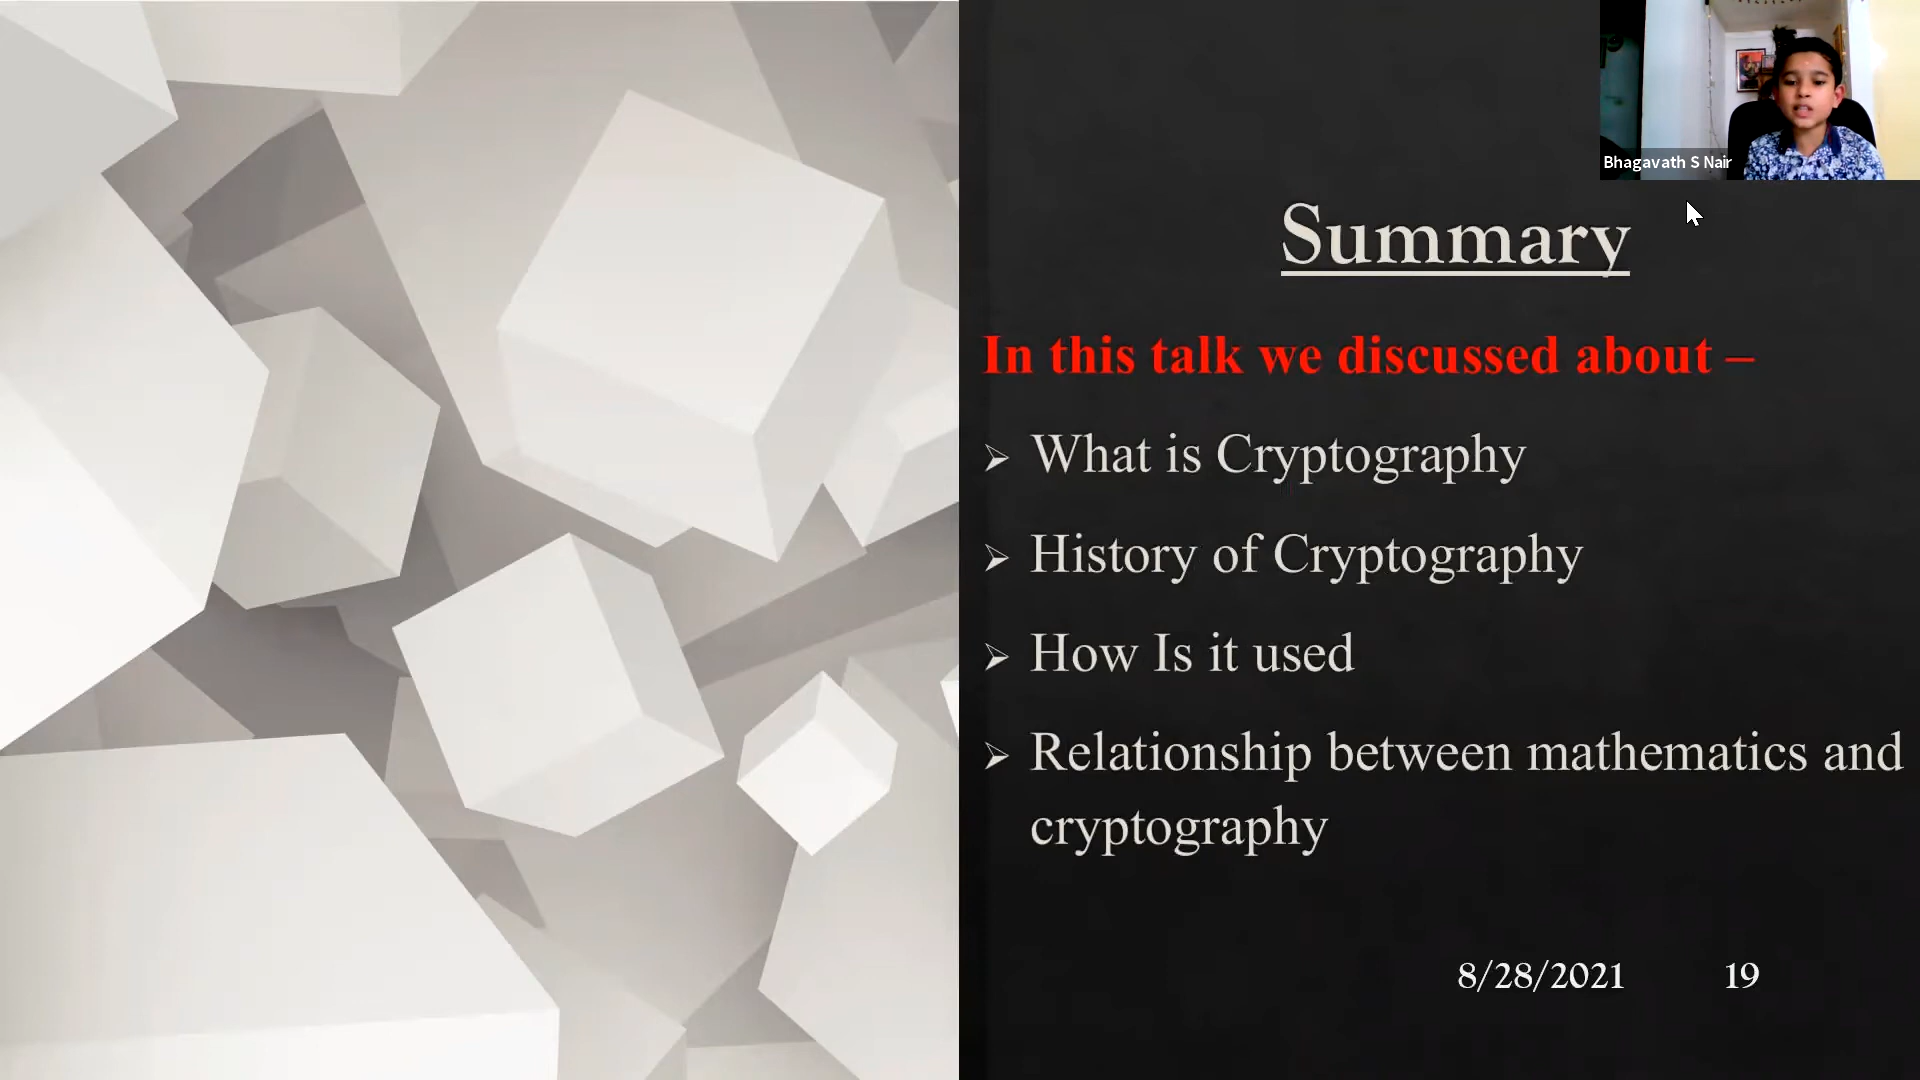 Bhagavath S Nair
Summary
In this talk we discussed about –
What is Cryptography
History of Cryptography
How Is it used
Relationship between mathematics and
cryptography
8/28/2021 19